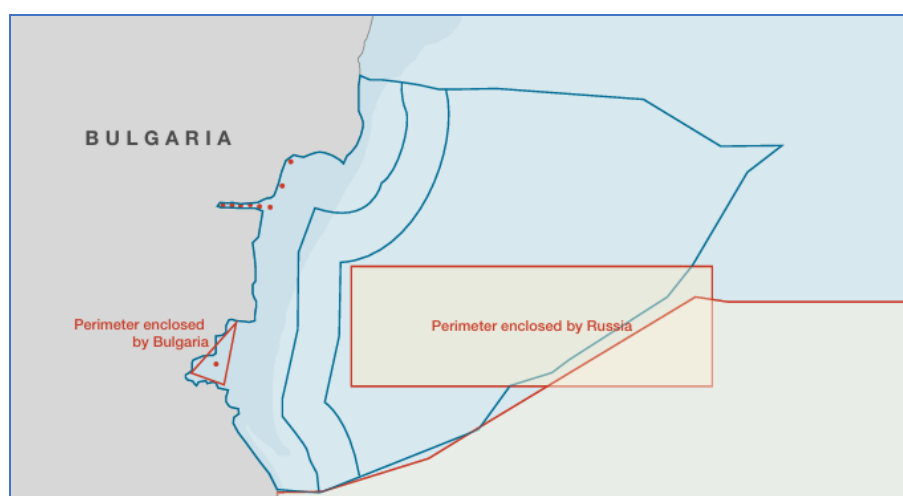 BULGARIA
Perimeter enclosed
by Bulgaria
Perimeter enclosed by Russia